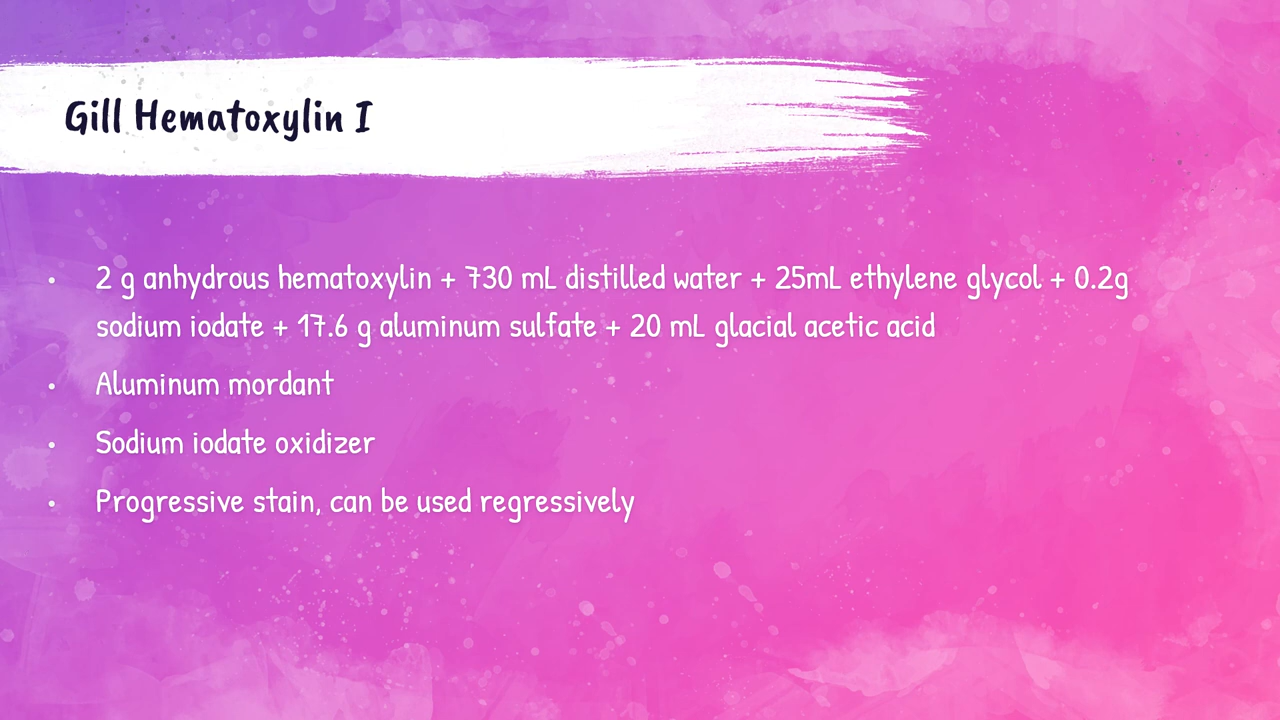 Gill Hematoxylin I
• 2 g anhydrous hematoxylin + 730 mL distilled water + 25mL ethylene glycol + 0.2g
sodium iodate + 17.6 g aluminum sulfate + 20 mL glacial acetic acid
• Aluminum mordant
• Sodium iodate oxidizer
• Progressive stain, can be used regressively